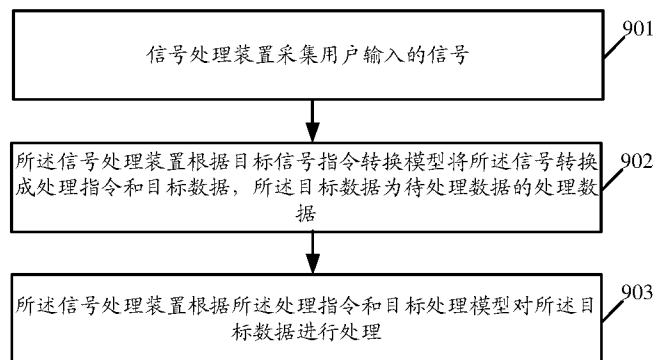 信号处理装置采集用户输入的信号
901
所述信号处理装置根据目标信号指令转换模型将所述信号转换
成处理指令和目标数据，所述目标数据为待处理数据的处理数
据
902
所述信号处理装置根据所述处理指令和目标处理模型对所述目
标数据进行处理
903